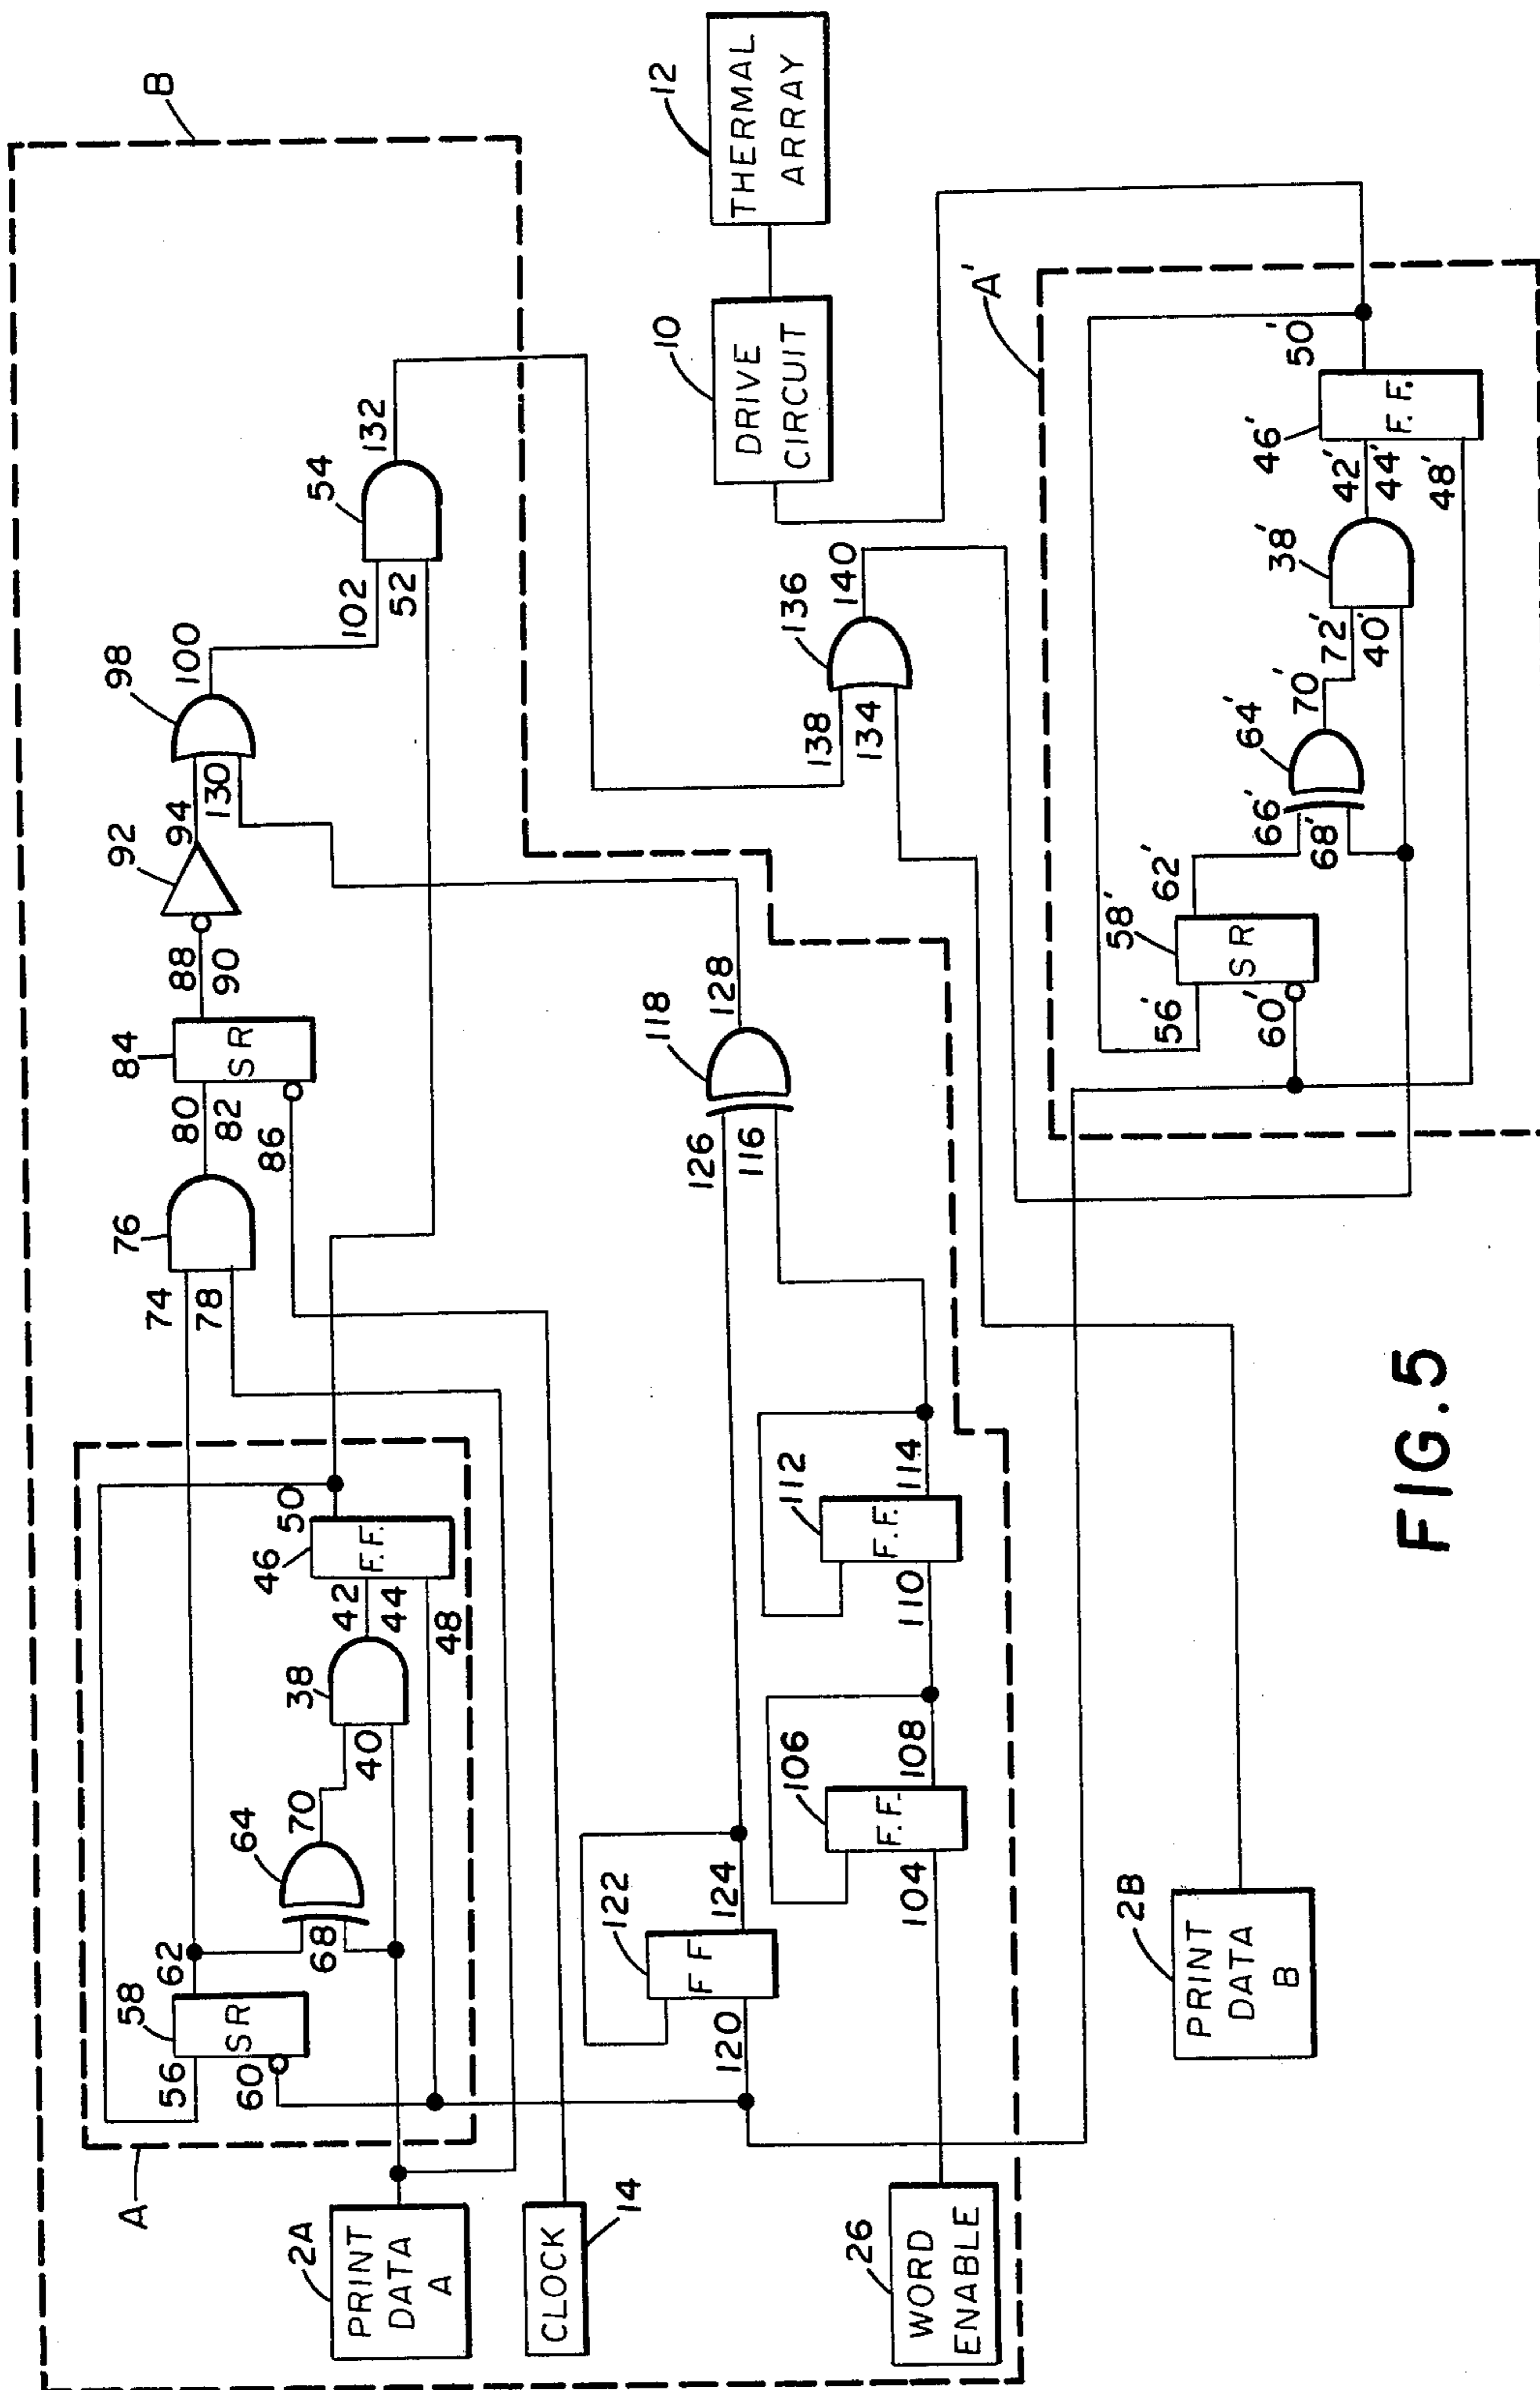 B
A
58
62
56
60
S R
64
68
70
38
40
42
44
46
F.F.
48
50
74
76
78
80
82
84
S R
86
88
90
92
94
98
130
100
102
52
54
132
2A
PRINT
DATA
A
CLOCK
14
122
F F
120
124
126
118
116
128
26
WORD
ENABLE
104
106
F.F.
108
110
112
F.F.
114
138
134
136
140
10
DRIVE
CIRCUIT
12
THERMAL
ARRAY
2B
PRINT
DATA
B
A'
58'
62'
56'
60'
S R
66'
68'
64'
70'
72'
40'
38'
42'
44'
46'
F.F.
48'
50'
FIG.5